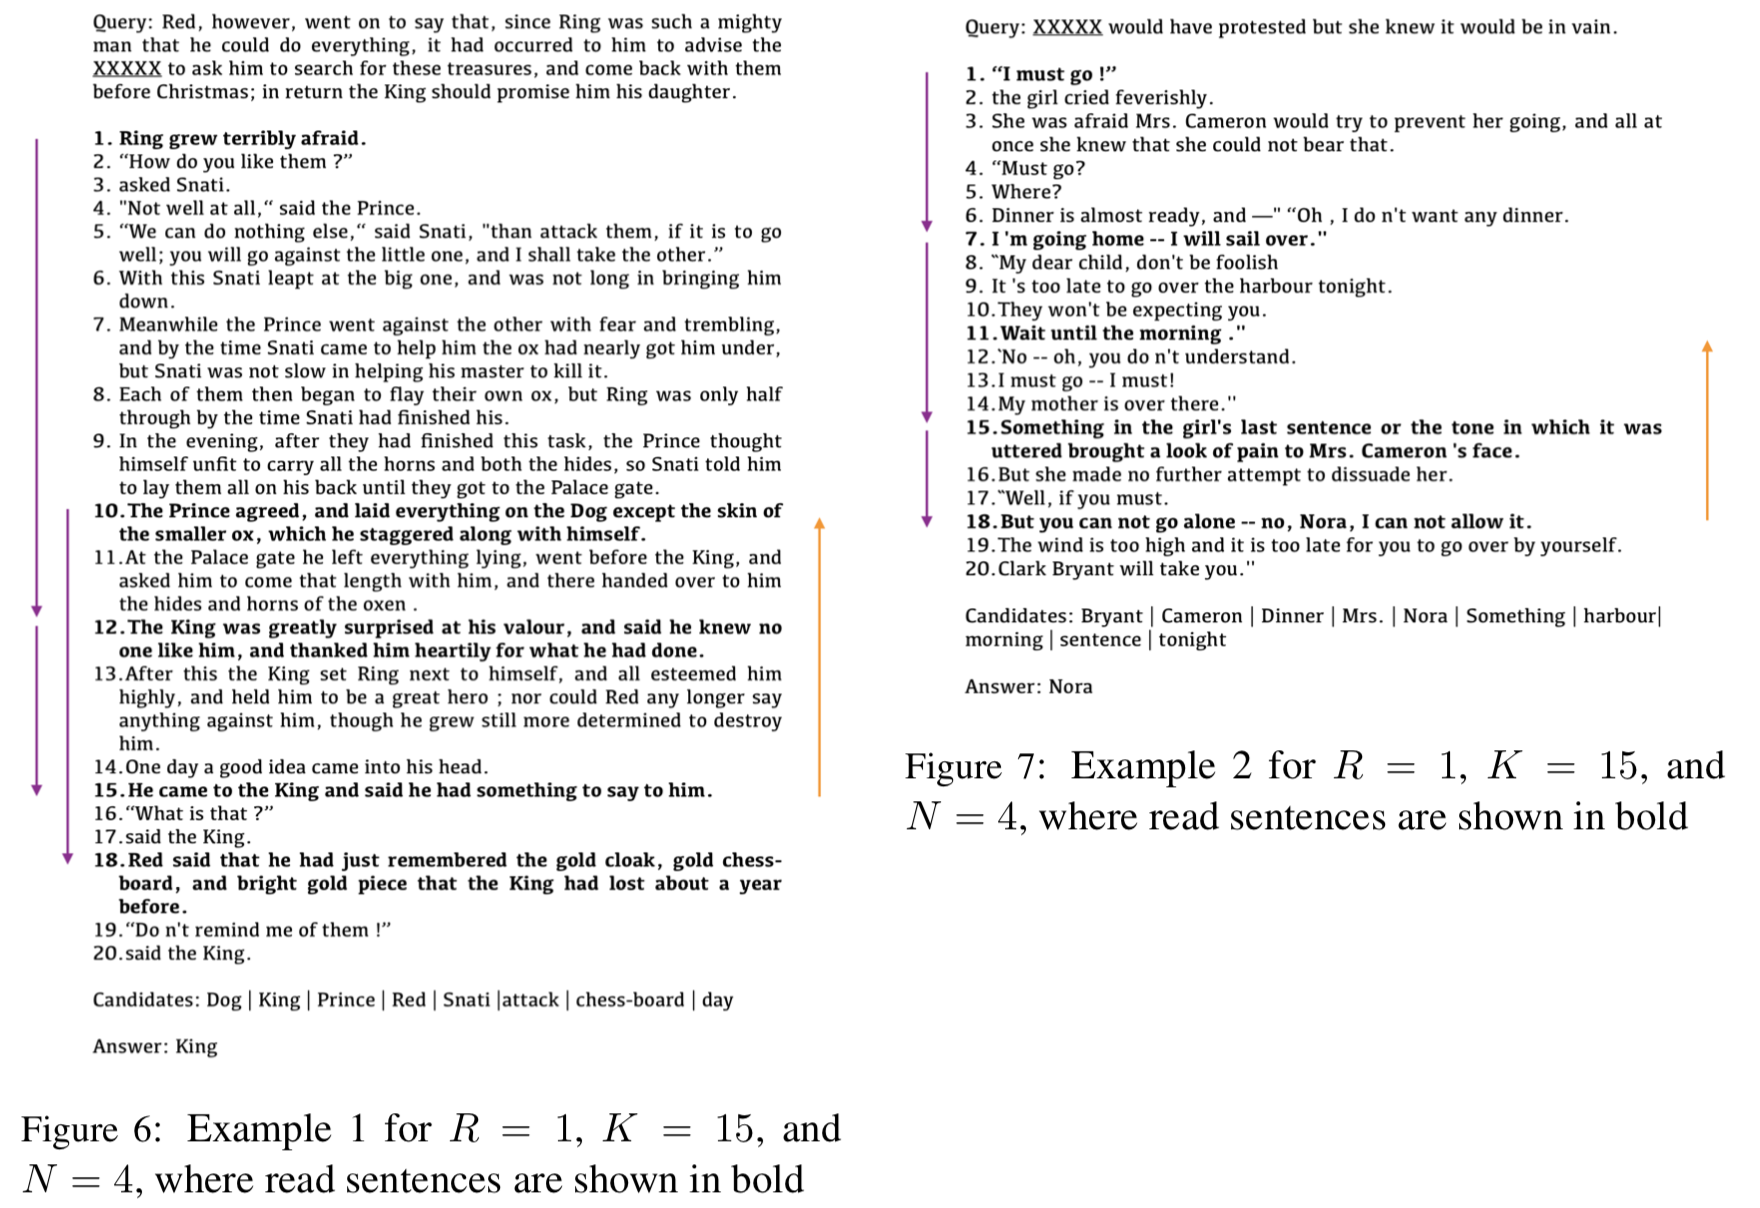 Query: Red, however, went on to say that, since Ring was such a mighty
man that he could do everything, it had occurred to him to advise the
XXXXX to ask him to search for these treasures, and come back with them
before Christmas; in return the King should promise him his daughter.
1. Ring grew terribly afraid.
2. “How do you like them ?”
3. asked Snati.
4. "Not well at all,“ said the Prince.
5. “We can do nothing else,“ said Snati, "than attack them, if it is to go
well; you will go against the little one, and I shall take the other.”
6. With this Snati leapt at the big one, and was not long in bringing him
down.
7. Meanwhile the Prince went against the other with fear and trembling,
and by the time Snati came to help him the ox had nearly got him under,
but Snati was not slow in helping his master to kill it.
8. Each of them then began to flay their own ox, but Ring was only half
through by the time Snati had finished his.
9. In the evening, after they had finished this task, the Prince thought
himself unfit to carry all the horns and both the hides, so Snati told him
to lay them all on his back until they got to the Palace gate.
10.The Prince agreed, and laid everything on the Dog except the skin of
the smaller ox, which he staggered along with himself.
11.At the Palace gate he left everything lying, went before the King, and
asked him to come that length with him, and there handed over to him
the hides and horns of the oxen .
12.The King was greatly surprised at his valour, and said he knew no
one like him, and thanked him heartily for what he had done.
13.After this the King set Ring next to himself, and all esteemed him
highly, and held him to be a great hero ; nor could Red any longer say
anything against him, though he grew still more determined to destroy
him.
14.One day a good idea came into his head.
15.He came to the King and said he had something to say to him.
16.“What is that ?”
17.said the King.
18.Red said that he had just remembered the gold cloak, gold chess-
board, and bright gold piece that the King had lost about a year
before.
19.“Do n't remind me of them !”
20.said the King.
Candidates: Dog | King | Prince | Red | Snati |attack | chess-board | day
Answer: King
Figure 6: Example 1 for R = 1, K = 15, and
N = 4, where read sentences are shown in bold
Query: XXXXX would have protested but she knew it would be in vain.
1. “I must go !”
2. the girl cried feverishly.
3. She was afraid Mrs. Cameron would try to prevent her going, and all at
once she knew that she could not bear that.
4. “Must go?
5. Where?
6. Dinner is almost ready, and —" “Oh , I do n't want any dinner.
7. I 'm going home -- I will sail over."
8. “My dear child, don't be foolish
9. It 's too late to go over the harbour tonight.
10.They won't be expecting you.
11.Wait until the morning ."
12.`No -- oh, you do n't understand.
13.I must go -- I must!
14.My mother is over there."
15.Something in the girl's last sentence or the tone in which it was
uttered brought a look of pain to Mrs. Cameron 's face.
16.But she made no further attempt to dissuade her.
17.“Well, if you must.
18.But you can not go alone -- no, Nora, I can not allow it.
19.The wind is too high and it is too late for you to go over by yourself.
20.Clark Bryant will take you."
Candidates: Bryant | Cameron | Dinner | Mrs. | Nora | Something | harbour|
morning | sentence | tonight
Answer: Nora
Figure 7: Example 2 for R = 1, K = 15, and
N = 4, where read sentences are shown in bold